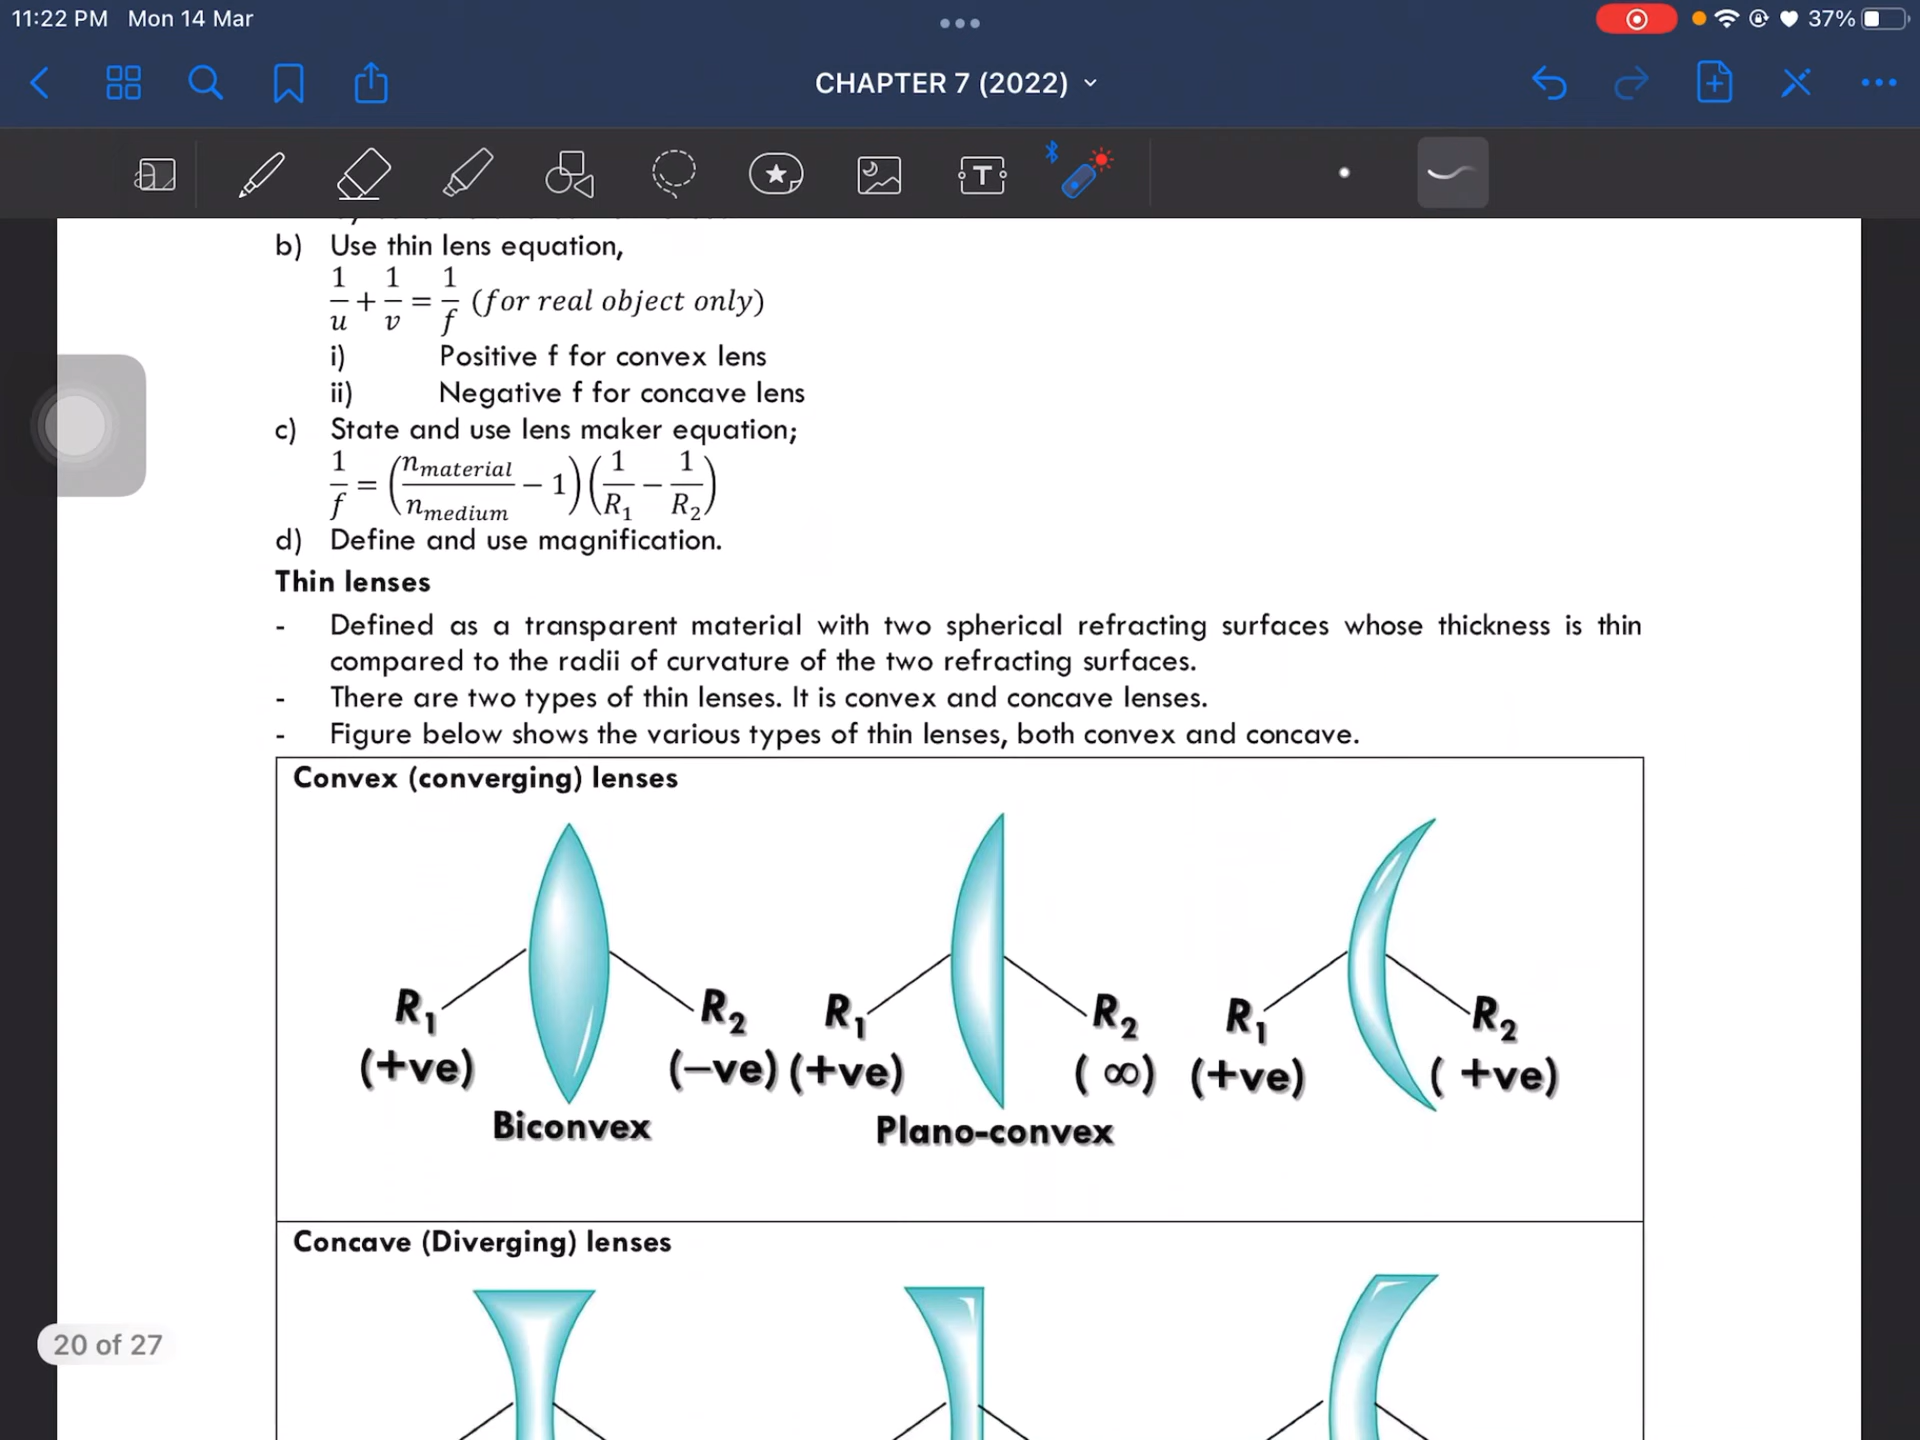 11:22 PM Mon 14 Mar
37%
CHAPTER 7 (2022)
b) Use thin lens equation,
1/u + 1/v = 1/f (for real object only)
i) Positive f for convex lens
ii) Negative f for concave lens
c) State and use lens maker equation;
1/f = (n_material/n_medium − 1)(1/R₁ − 1/R₂)
d) Define and use magnification.
Thin lenses
- Defined as a transparent material with two spherical refracting surfaces whose thickness is thin
compared to the radii of curvature of the two refracting surfaces.
- There are two types of thin lenses. It is convex and concave lenses.
- Figure below shows the various types of thin lenses, both convex and concave.
Convex (converging) lenses
R₁ R₂ R₁ R₂ R₁ R₂
(+ve) (−ve) (+ve) ( ∞) (+ve) ( +ve)
Biconvex Plano-convex
Concave (Diverging) lenses
20 of 27